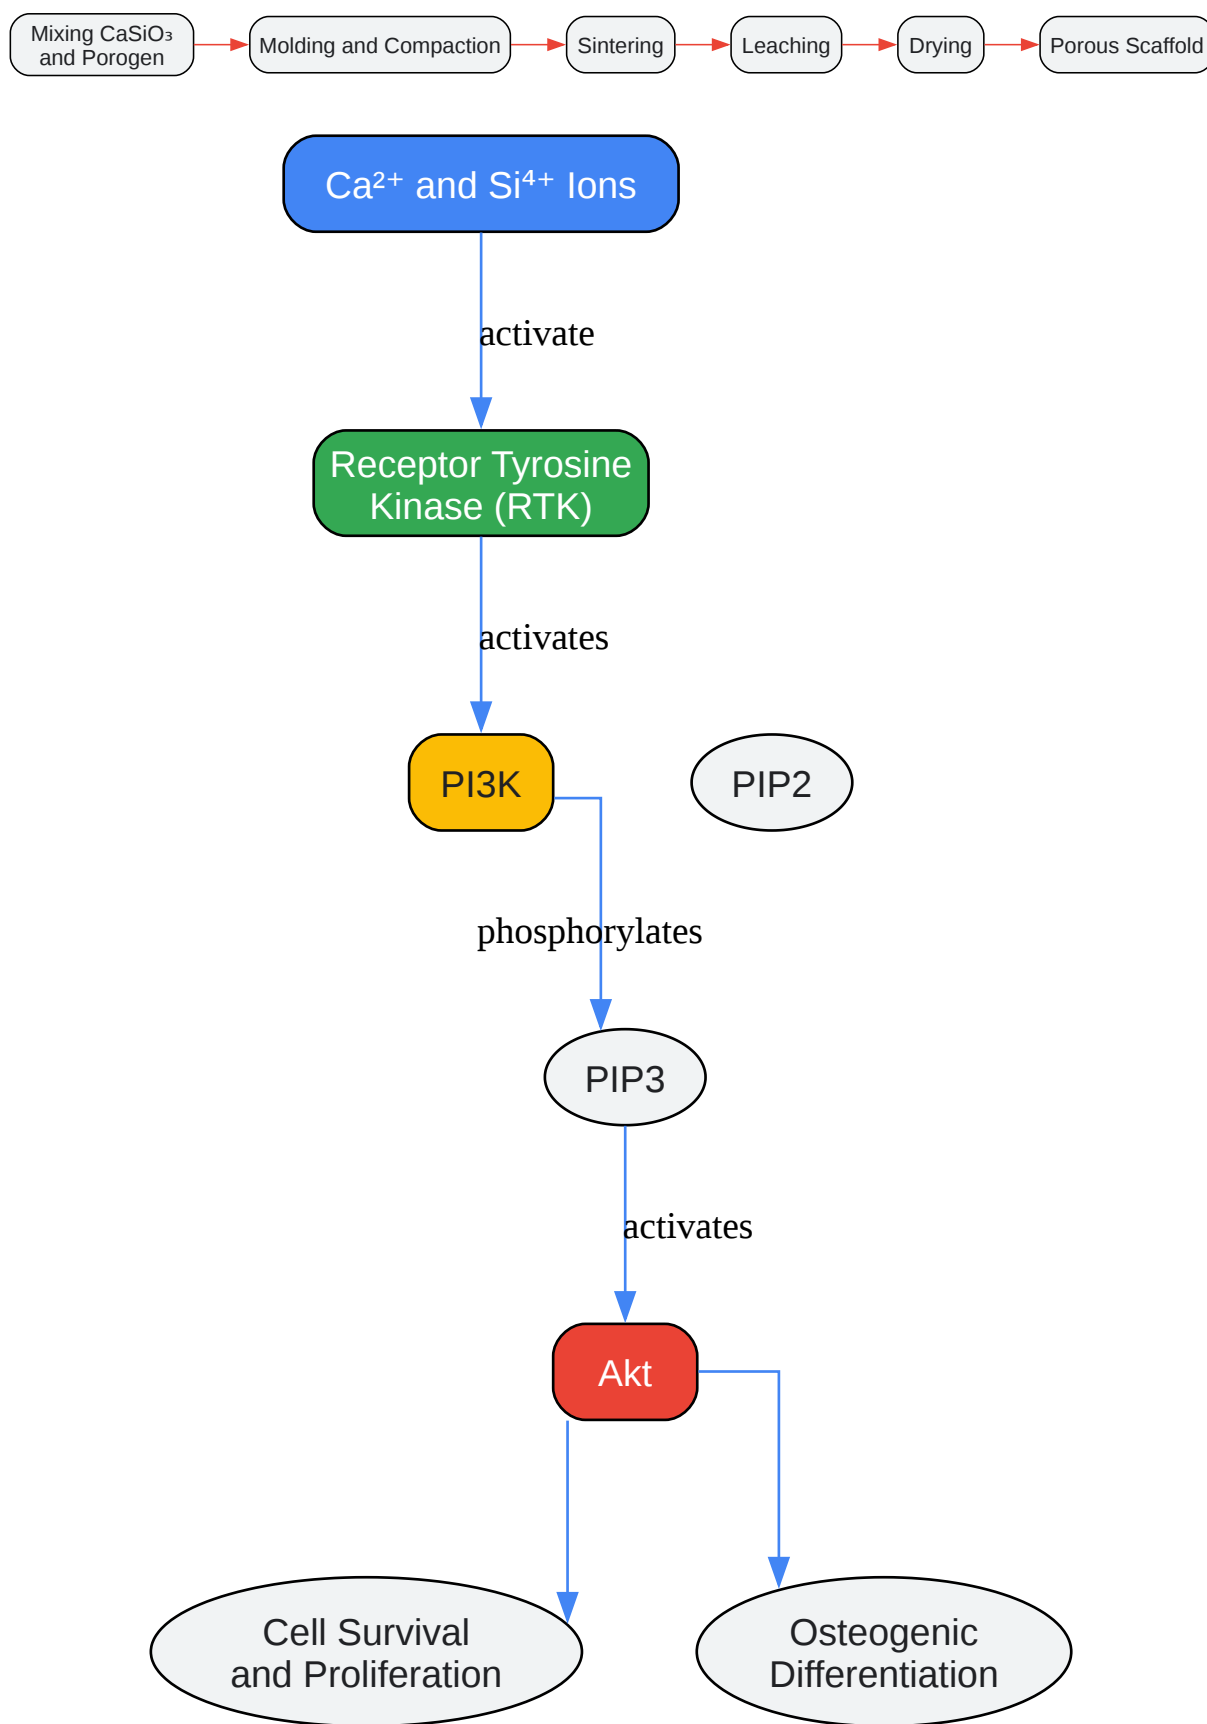 Mixing CaSiO₃
and Porogen
Molding and Compaction
Sintering
Leaching
Drying
Porous Scaffold
Ca²⁺ and Si⁴⁺ Ions
activate
Receptor Tyrosine
Kinase (RTK)
activates
PI3K
PIP2
phosphorylates
PIP3
activates
Akt
Cell Survival
and Proliferation
Osteogenic
Differentiation